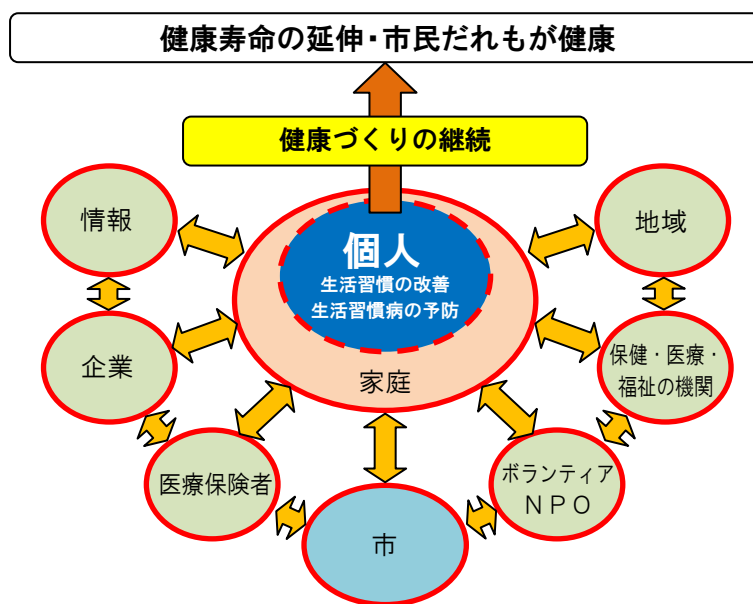 健康寿命の延伸・市民だれもが健康
健康づくりの継続
情報
地域
個人
生活習慣の改善
生活習慣病の予防
企業
家庭
保健・医療・
福祉の機関
医療保険者
ボランティア
ＮＰＯ
市